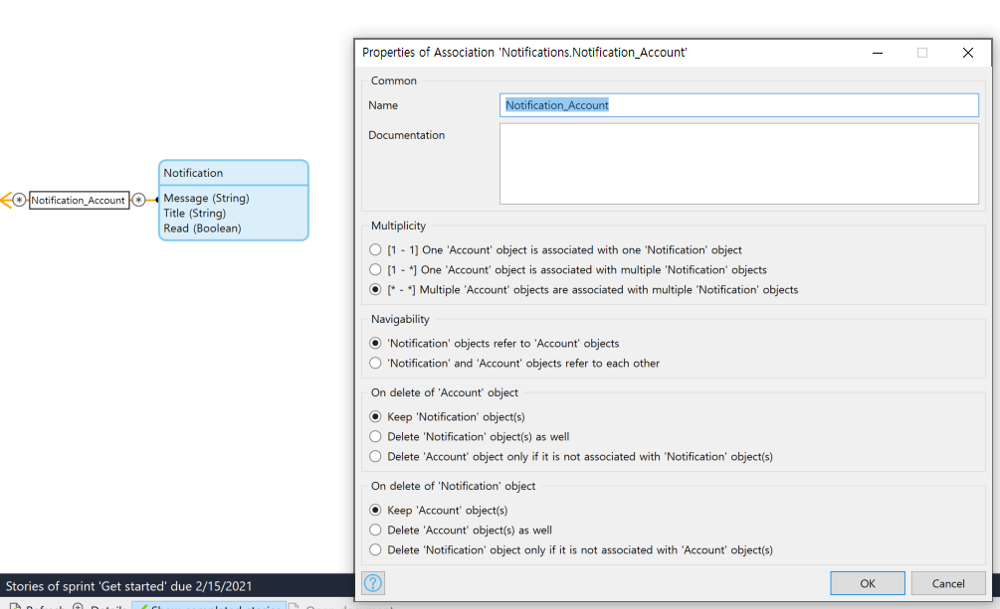 Properties of Association 'Notifications.Notification_Account'
Common
Name
Notification_Account
Documentation
Notification
Notification_Account
Message (String)
Title (String)
Read (Boolean)
Multiplicity
[1 - 1] One 'Account' object is associated with one 'Notification' object
[1 - *] One 'Account' object is associated with multiple 'Notification' objects
[* - *] Multiple 'Account' objects are associated with multiple 'Notification' objects
Navigability
'Notification' objects refer to 'Account' objects
'Notification' and 'Account' objects refer to each other
On delete of 'Account' object
Keep 'Notification' object(s)
Delete 'Notification' object(s) as well
Delete 'Account' object only if it is not associated with 'Notification' object(s)
On delete of 'Notification' object
Keep 'Account' object(s)
Delete 'Account' object(s) as well
Delete 'Notification' object only if it is not associated with 'Account' object(s)
OK
Cancel
Stories of sprint 'Get started' due 2/15/2021
Refresh
Details
Show completed stories